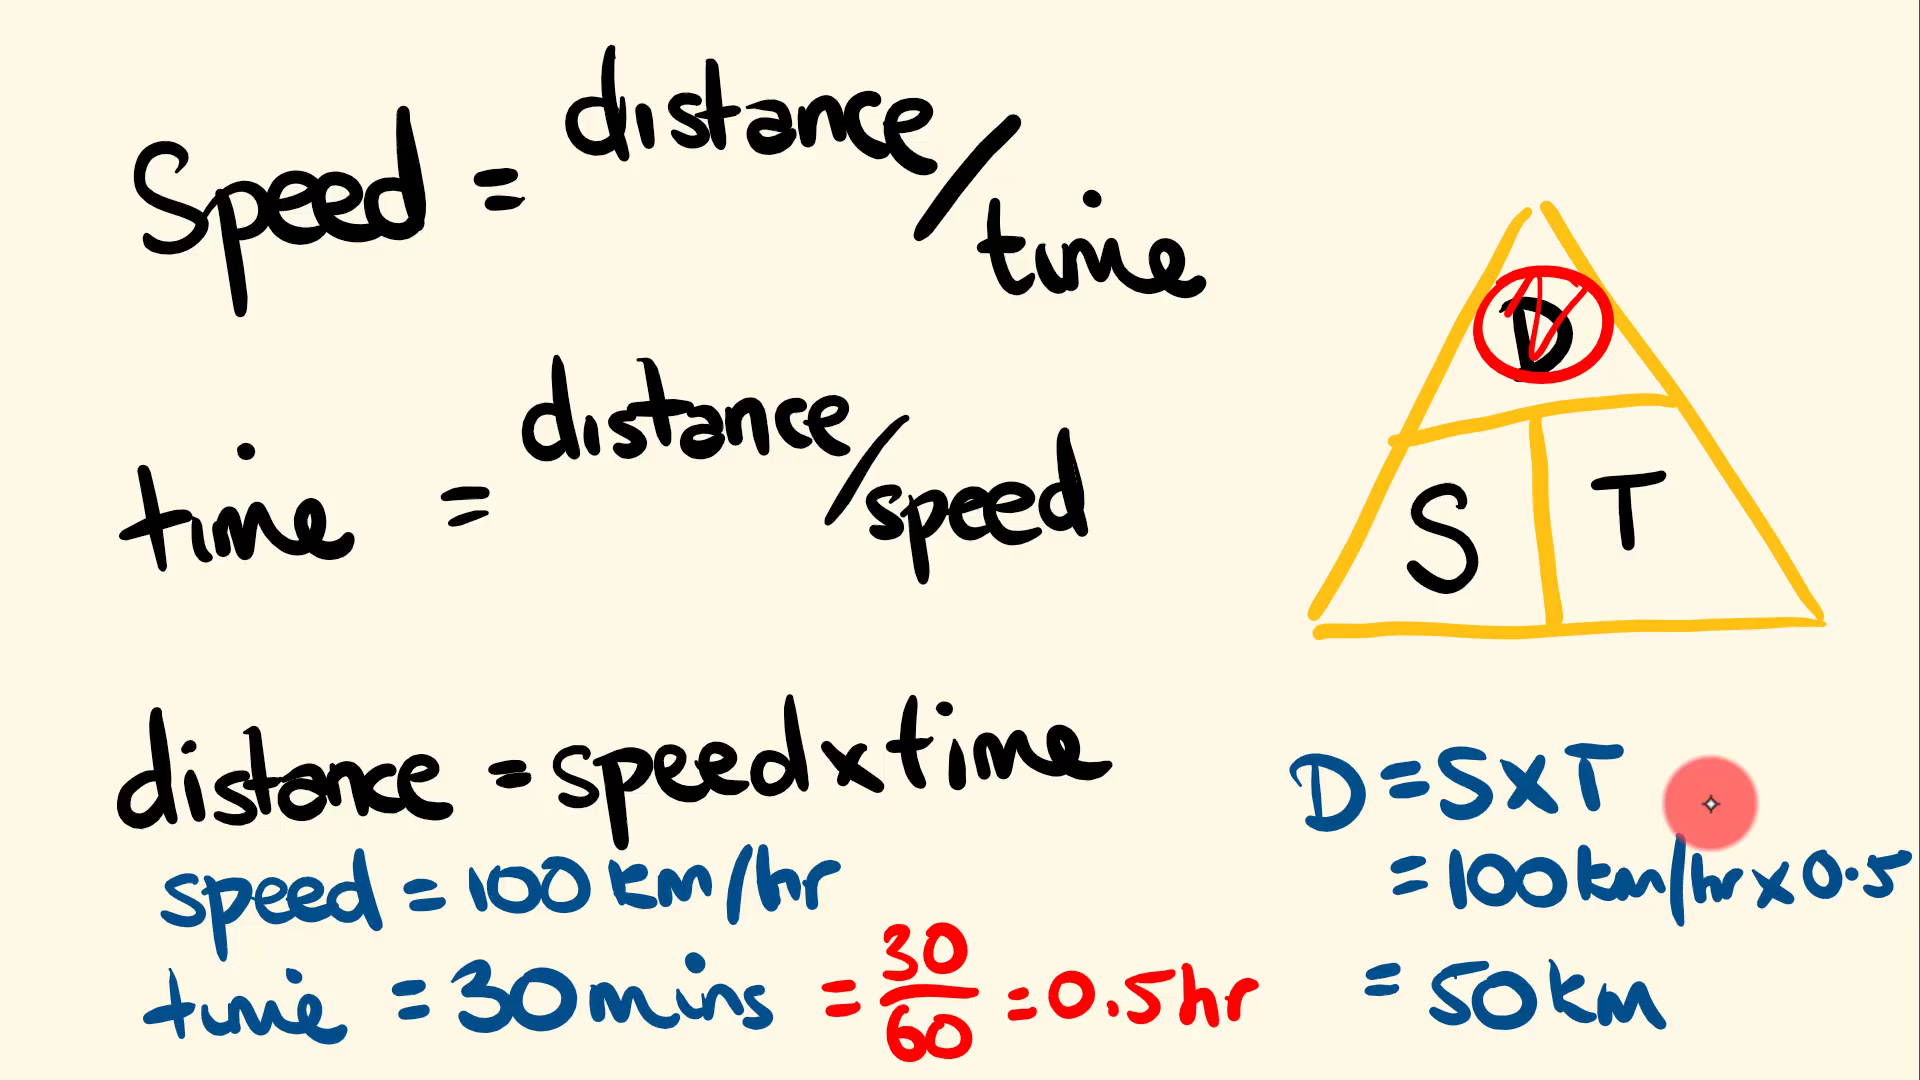 Speed = distance/time
time = distance/speed
distance = speed x time
speed = 100 km/hr
time = 30 mins = 30/60 = 0.5 hr
D
S T
D = S X T
= 100 km/hr x 0.5
= 50 km